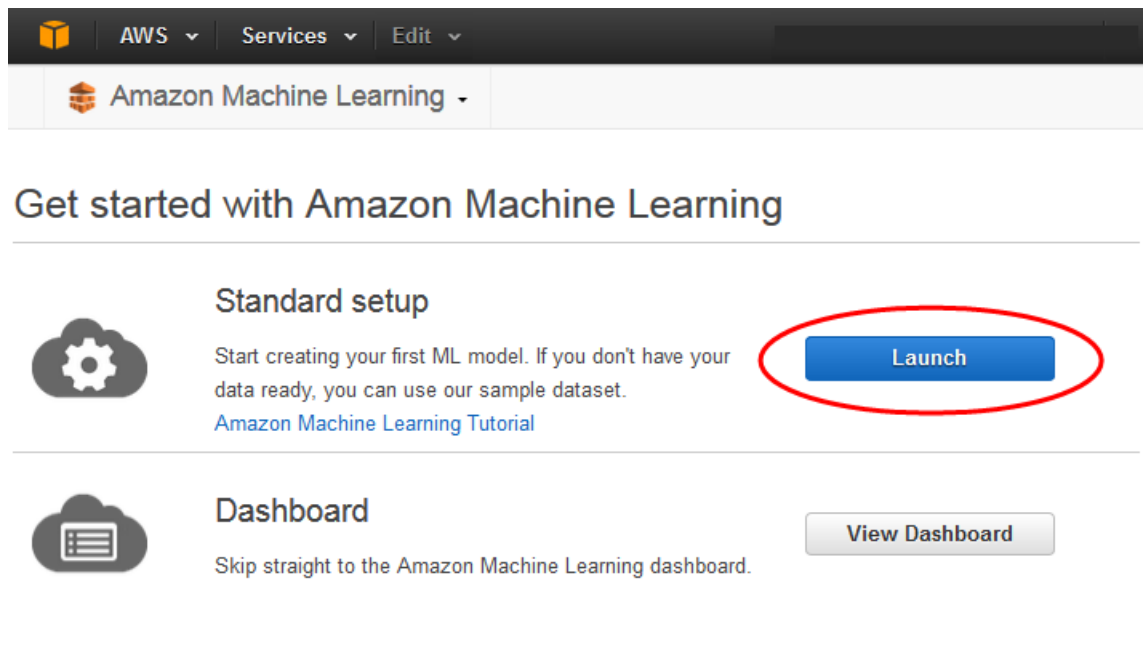 AWS Services Edit
Amazon Machine Learning
Get started with Amazon Machine Learning
Standard setup
Start creating your first ML model. If you don't have your
data ready, you can use our sample dataset.
Amazon Machine Learning Tutorial
Launch
Dashboard
Skip straight to the Amazon Machine Learning dashboard.
View Dashboard